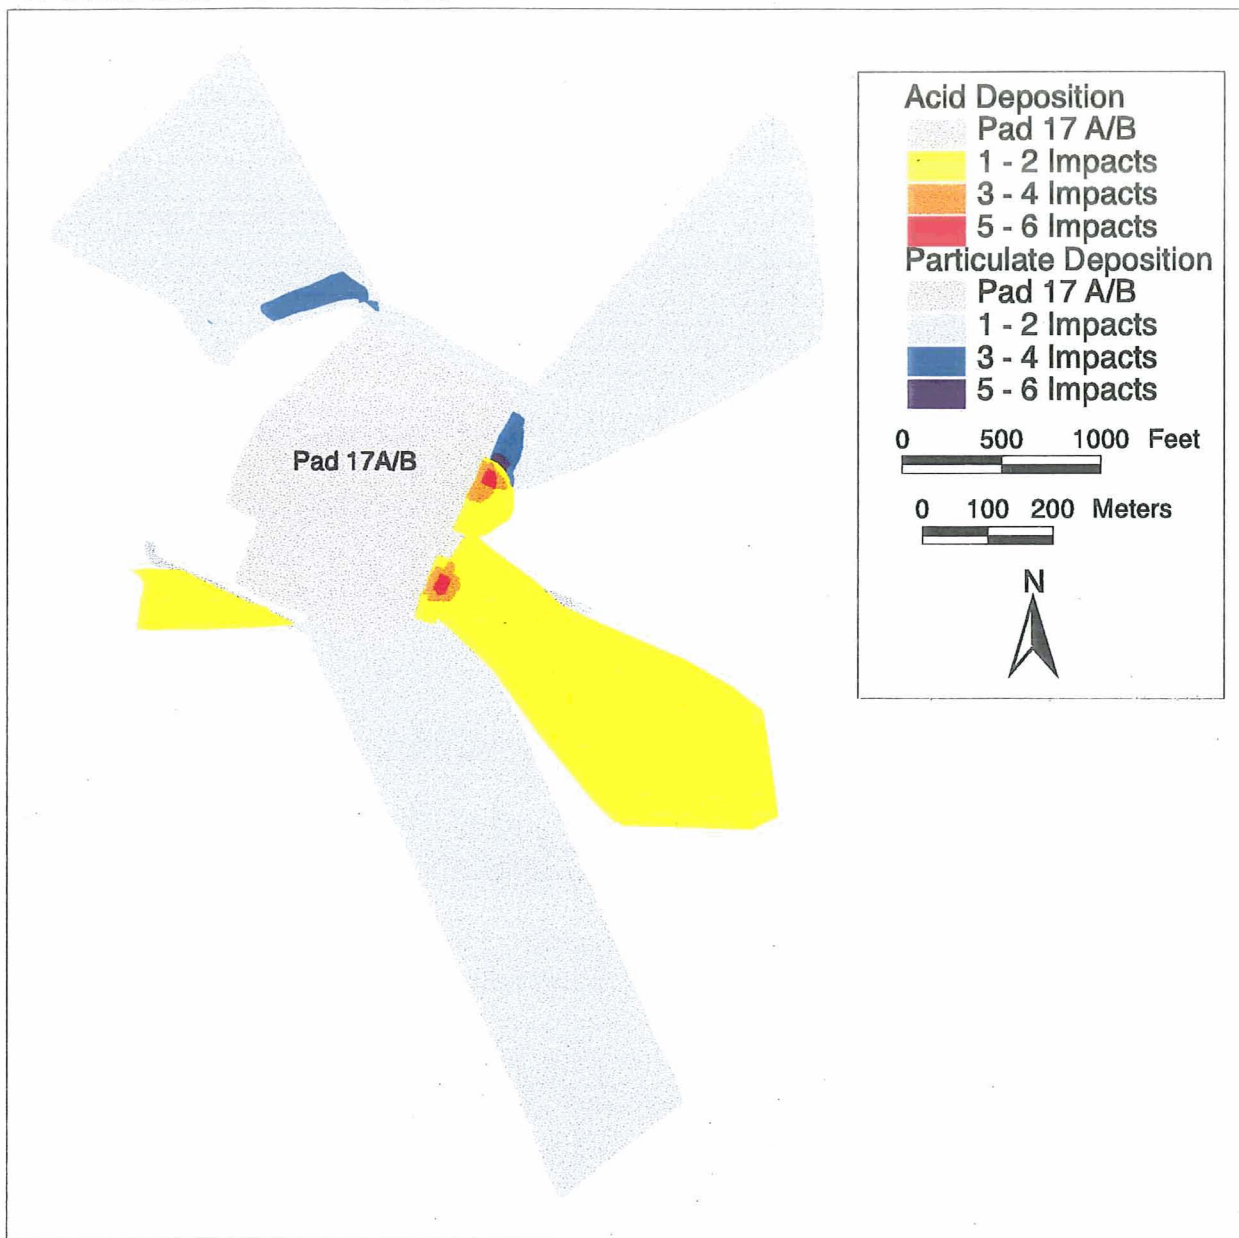 Acid Deposition
Pad 17 A/B
1 - 2 Impacts
3 - 4 Impacts
5 - 6 Impacts
Particulate Deposition
Pad 17 A/B
1 - 2 Impacts
3 - 4 Impacts
5 - 6 Impacts
0 500 1000 Feet
0 100 200 Meters
N
Pad 17A/B